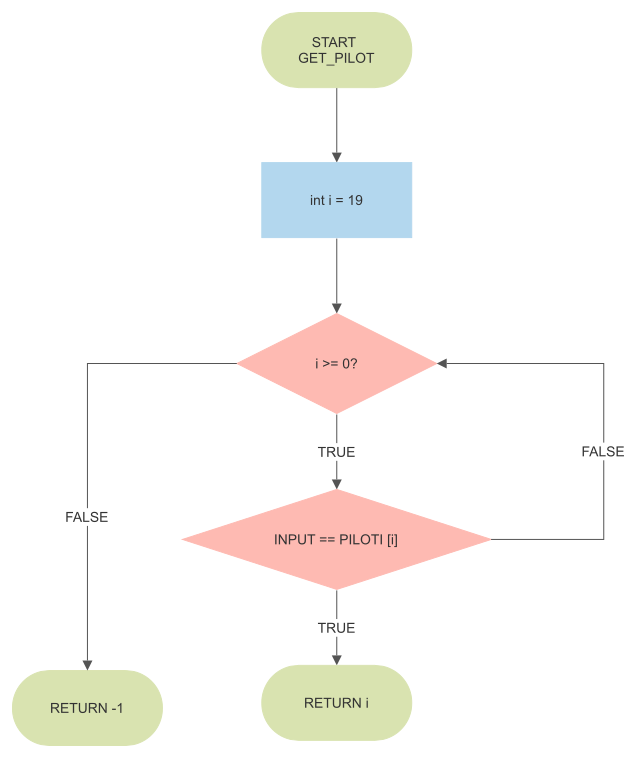 START
GET_PILOT
int i = 19
i >= 0?
TRUE
FALSE
FALSE
INPUT == PILOTI [i]
TRUE
RETURN -1
RETURN i